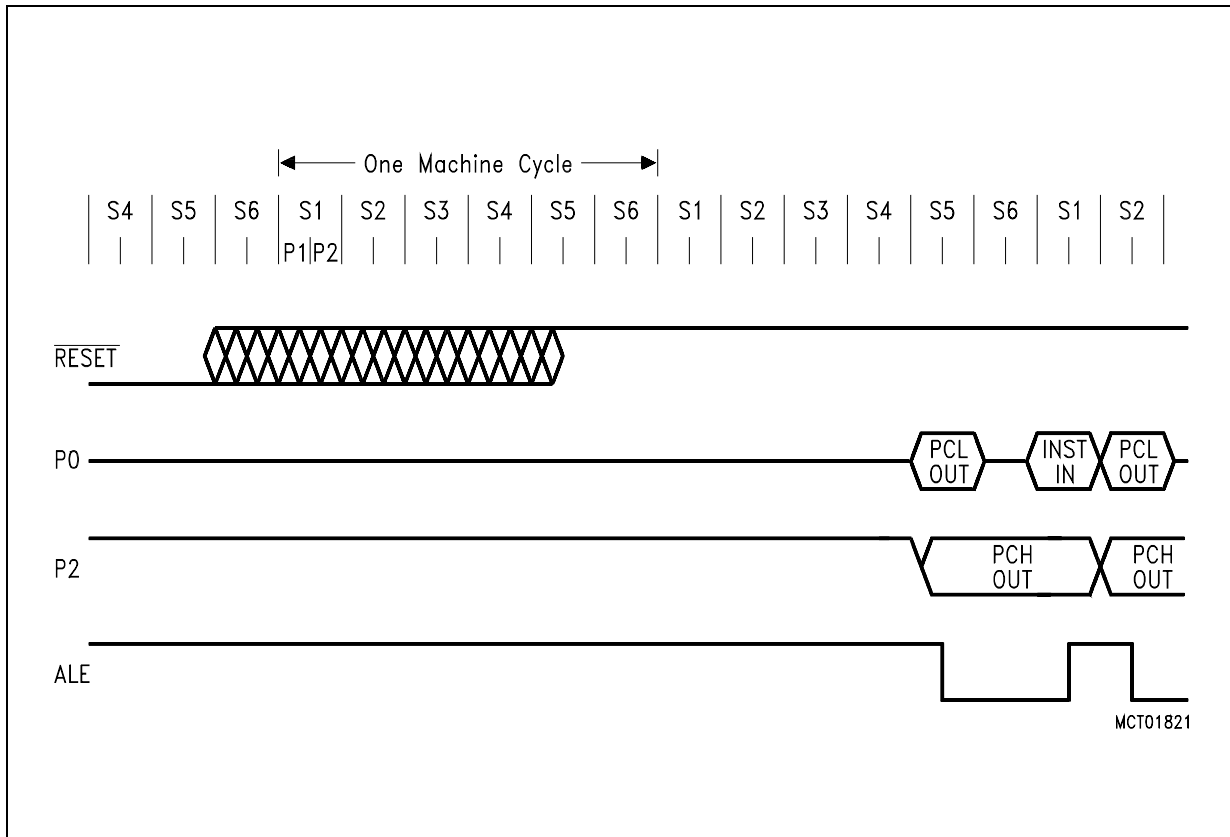 One Machine Cycle
S4 S5 S6 S1 S2 S3 S4 S5 S6 S1 S2 S3 S4 S5 S6 S1 S2
P1 P2
RESET
P0 PCL OUT INST IN PCL OUT
P2 PCH OUT PCH OUT
ALE
MCT01821